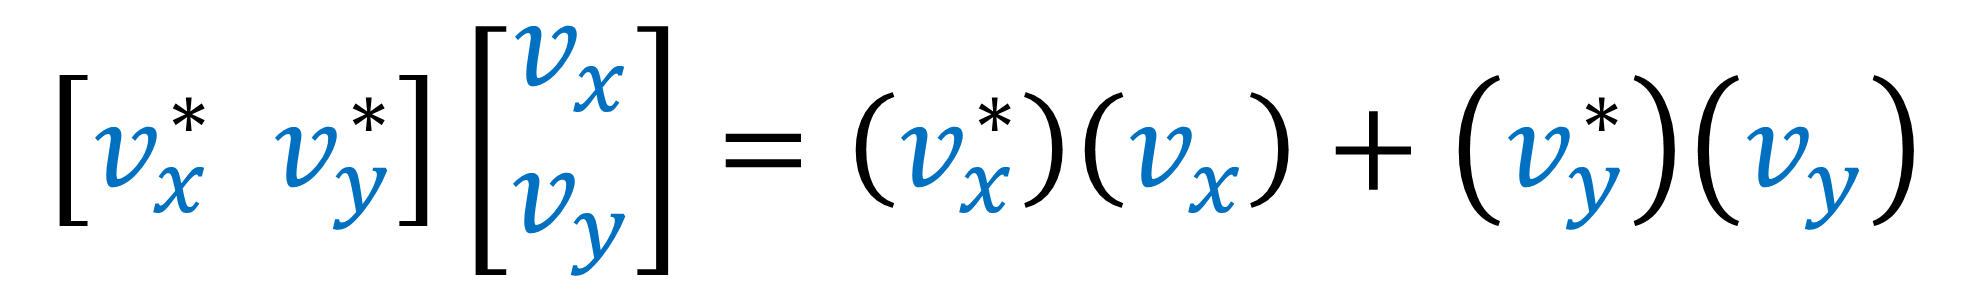 [v_x^* v_y^*] [v_x v_y] = (v_x^*)(v_x) + (v_y^*)(v_y)